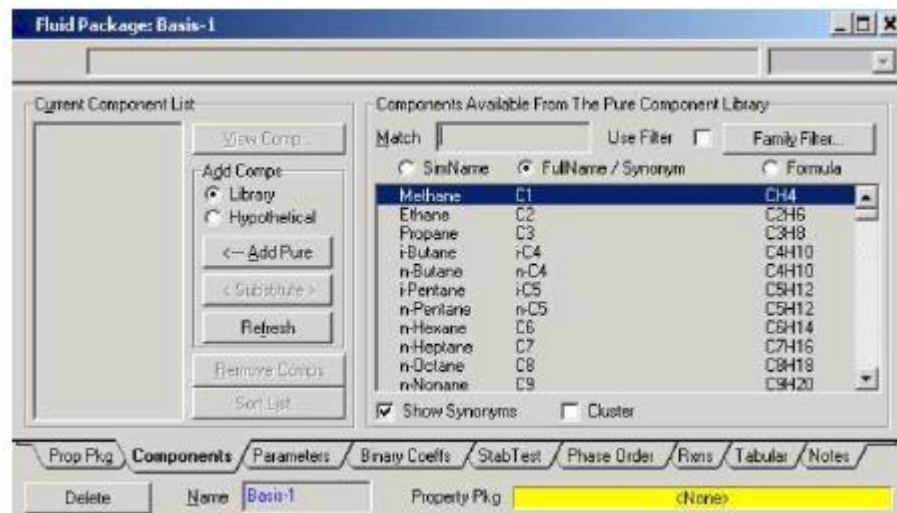 Fluid Package: Basis-1
Current Component List
View Comp...
Add Comps
Library
Hypothetical
<--- Add Pure
< Substitute >
Refresh
Remove Comps
Sort List...
Components Available From The Pure Component Library
Match Use Filter Family Filter...
SimName FullName / Synonym Formula
Methane C1 CH4
Ethane C2 C2H6
Propane C3 C3H8
i-Butane i-C4 C4H10
n-Butane n-C4 C4H10
i-Pentane i-C5 C5H12
n-Pentane n-C5 C5H12
n-Hexane C6 C6H14
n-Heptane C7 C7H16
n-Octane C8 C8H18
n-Nonane C9 C9H20
Show Synonyms Cluster
Prop Pkg Components Parameters Binary Coeffs StabTest Phase Order Rxns Tabular Notes
Delete Name Basis-1 Property Pkg <None>